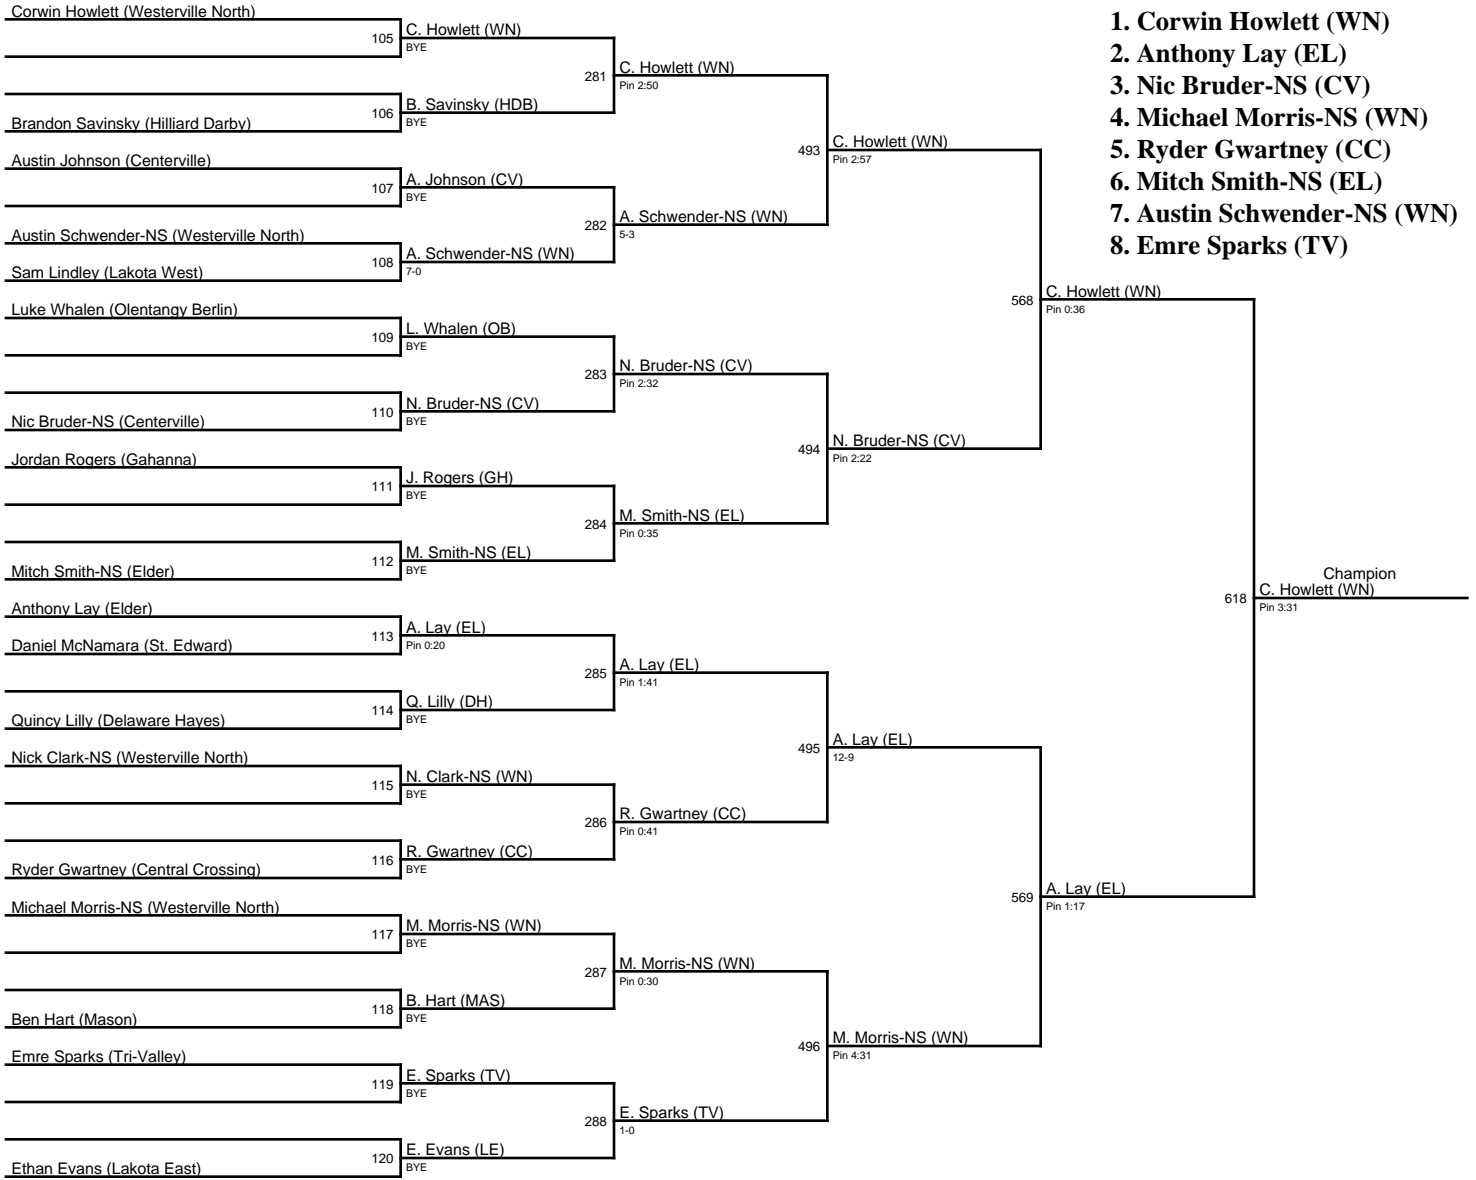 Corwin Howlett (Westerville North)
105
C. Howlett (WN)
BYE
281
C. Howlett (WN)
Pin 2:50
106
B. Savinsky (HDB)
BYE
Brandon Savinsky (Hilliard Darby)
493
C. Howlett (WN)
Pin 2:57
Austin Johnson (Centerville)
107
A. Johnson (CV)
BYE
282
A. Schwender-NS (WN)
5-3
Austin Schwender-NS (Westerville North)
108
A. Schwender-NS (WN)
7-0
Sam Lindley (Lakota West)
568
C. Howlett (WN)
Pin 0:36
Luke Whalen (Olentangy Berlin)
109
L. Whalen (OB)
BYE
283
N. Bruder-NS (CV)
Pin 2:32
110
N. Bruder-NS (CV)
BYE
Nic Bruder-NS (Centerville)
494
N. Bruder-NS (CV)
Pin 2:22
Jordan Rogers (Gahanna)
111
J. Rogers (GH)
BYE
284
M. Smith-NS (EL)
Pin 0:35
112
M. Smith-NS (EL)
BYE
Mitch Smith-NS (Elder)
Champion
618
C. Howlett (WN)
Pin 3:31
Anthony Lay (Elder)
113
A. Lay (EL)
Pin 0:20
Daniel McNamara (St. Edward)
285
A. Lay (EL)
Pin 1:41
114
Q. Lilly (DH)
BYE
Quincy Lilly (Delaware Hayes)
495
A. Lay (EL)
12-9
Nick Clark-NS (Westerville North)
115
N. Clark-NS (WN)
BYE
286
R. Gwartney (CC)
Pin 0:41
116
R. Gwartney (CC)
BYE
Ryder Gwartney (Central Crossing)
569
A. Lay (EL)
Pin 1:17
Michael Morris-NS (Westerville North)
117
M. Morris-NS (WN)
BYE
287
M. Morris-NS (WN)
Pin 0:30
118
B. Hart (MAS)
BYE
Ben Hart (Mason)
496
M. Morris-NS (WN)
Pin 4:31
Emre Sparks (Tri-Valley)
119
E. Sparks (TV)
BYE
288
E. Sparks (TV)
1-0
120
E. Evans (LE)
BYE
Ethan Evans (Lakota East)
1. Corwin Howlett (WN)
2. Anthony Lay (EL)
3. Nic Bruder-NS (CV)
4. Michael Morris-NS (WN)
5. Ryder Gwartney (CC)
6. Mitch Smith-NS (EL)
7. Austin Schwender-NS (WN)
8. Emre Sparks (TV)